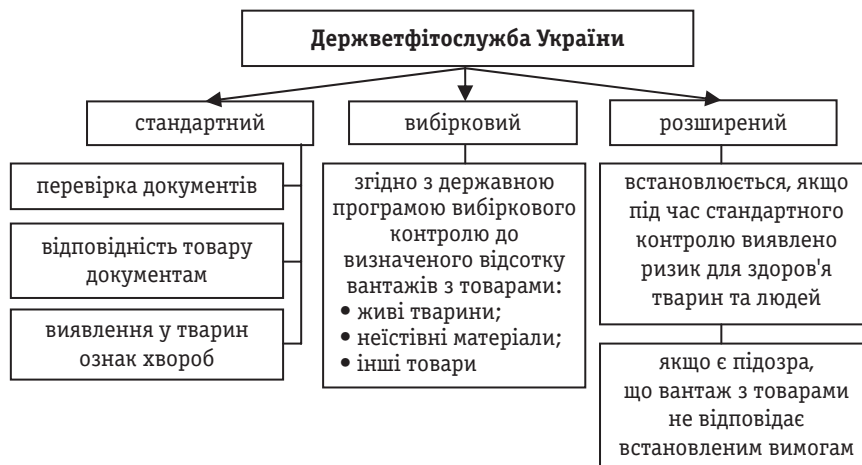 Держветфітослужба України
стандартний
перевірка документів
відповідність товару
документам
виявлення у тварин
ознак хвороб
вибірковий
згідно з державною
програмою вибіркового
контролю до
визначеного відсотку
вантажів з товарами:
• живі тварини;
• неїстівні матеріали;
• інші товари
розширений
встановлюється, якщо
під час стандартного
контролю виявлено
ризик для здоров'я
тварин та людей
якщо є підозра,
що вантаж з товарами
не відповідає
встановленим вимогам